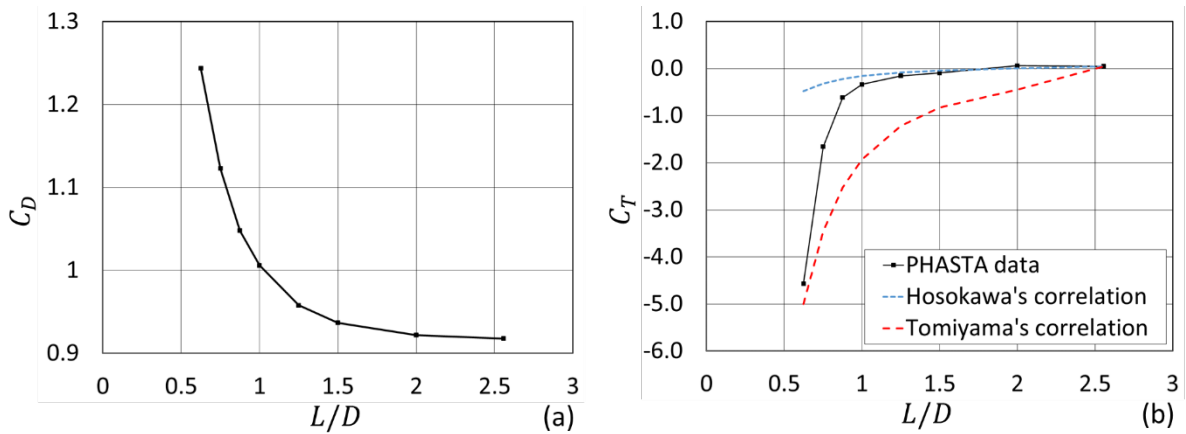 1.3
1.2
1.1
1
0.9
C_D
0 0.5 1 1.5 2 2.5 3
L/D
(a)
0.0
-1.0
-2.0
-3.0
-4.0
-5.0
-6.0
C_T
PHASTA data
Hosokawa's correlation
Tomiyama's correlation
0 0.5 1 1.5 2 2.5 3
L/D
(b)